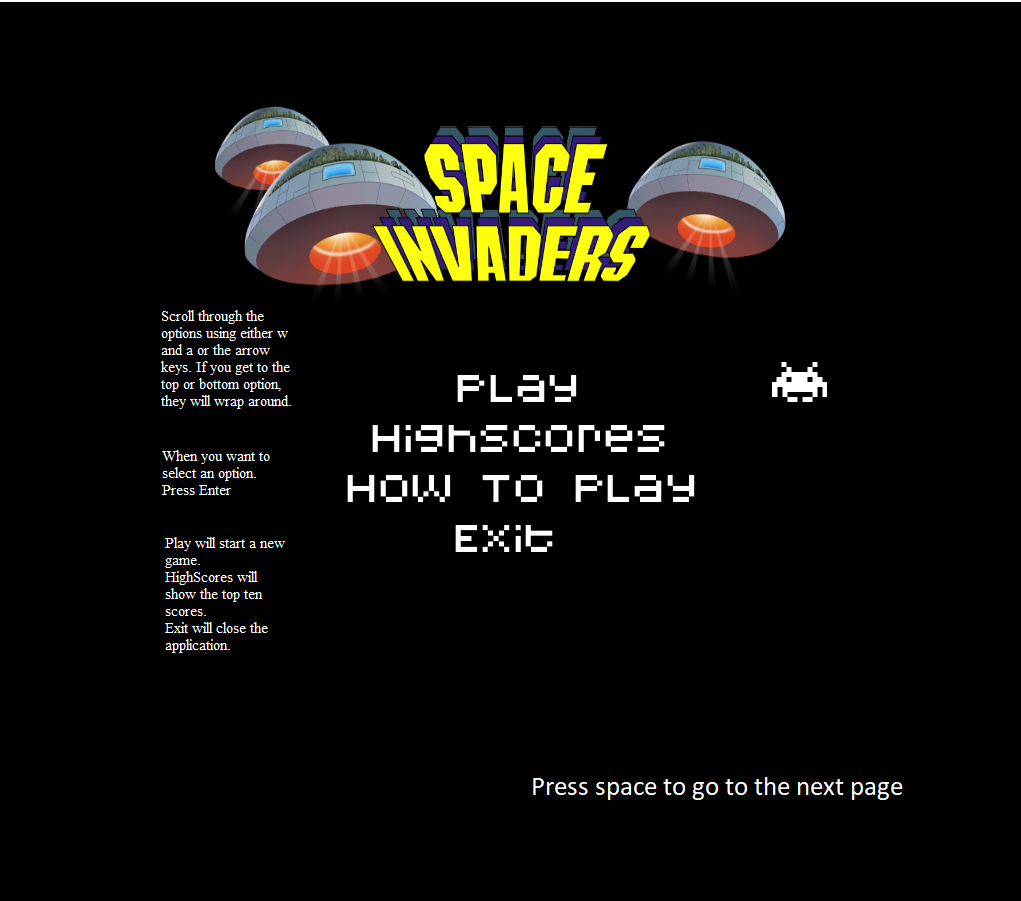 SPACE
INVADERS
Scroll through the
options using either w
and a or the arrow
keys. If you get to the
top or bottom option,
they will wrap around.
When you want to
select an option.
Press Enter
Play will start a new
game.
HighScores will
show the top ten
scores.
Exit will close the
application.
Play
Highscores
HOW TO PLay
Exit
Press space to go to the next page